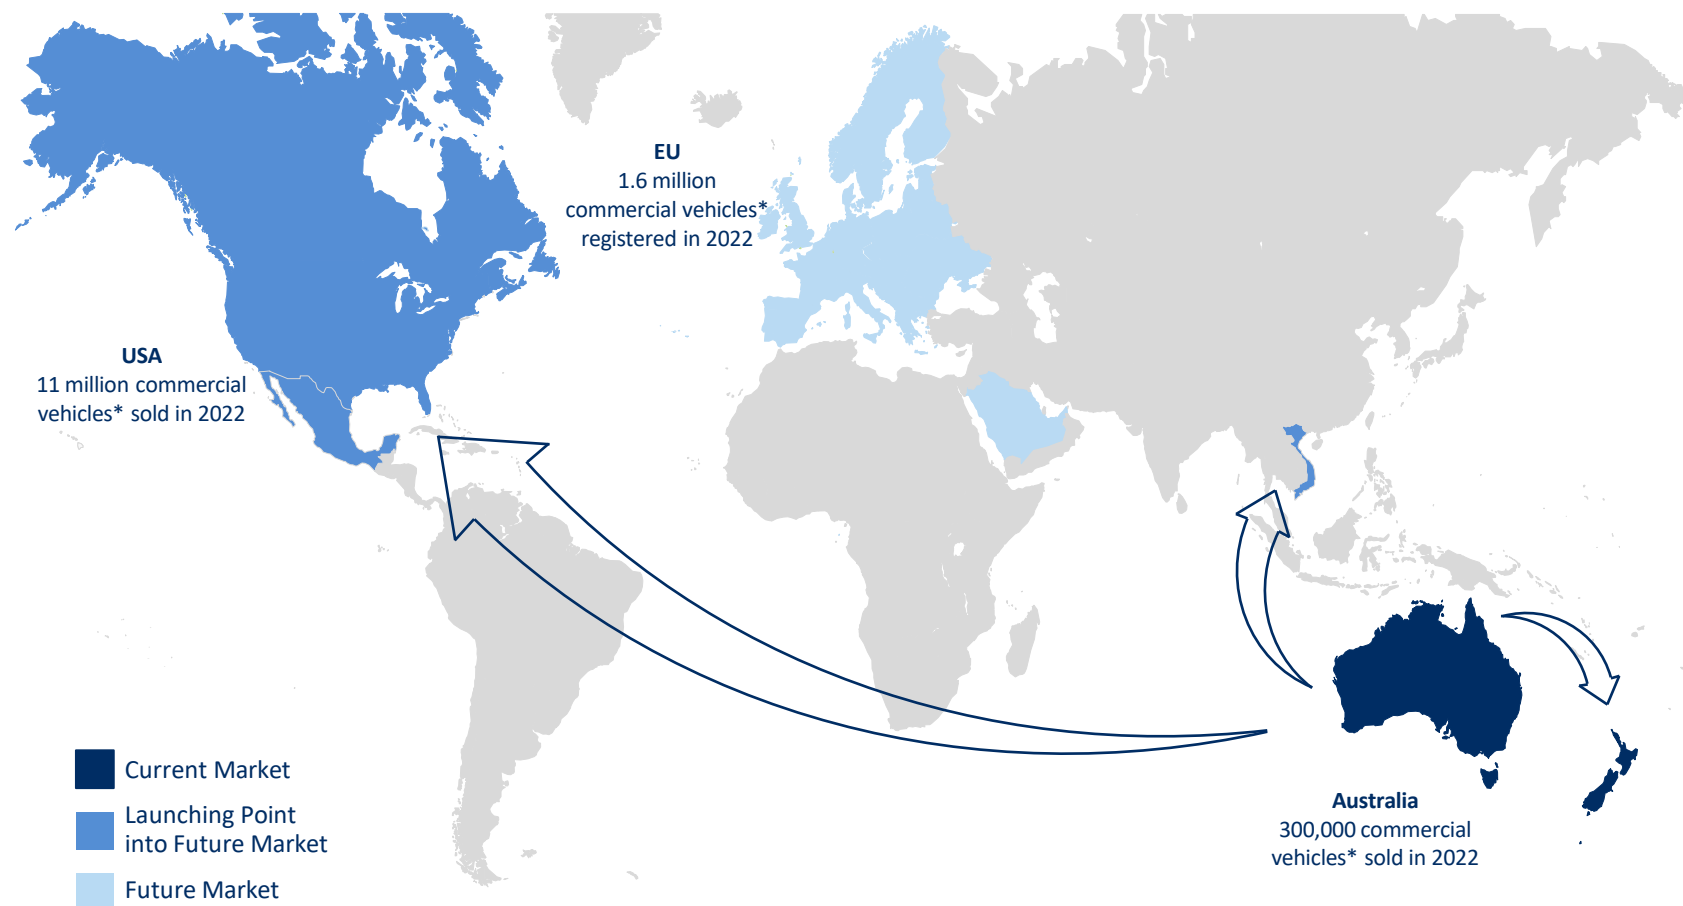 EU
1.6 million
commercial vehicles*
registered in 2022
USA
11 million commercial
vehicles* sold in 2022
Current Market
Launching Point
into Future Market
Future Market
Australia
300,000 commercial
vehicles* sold in 2022